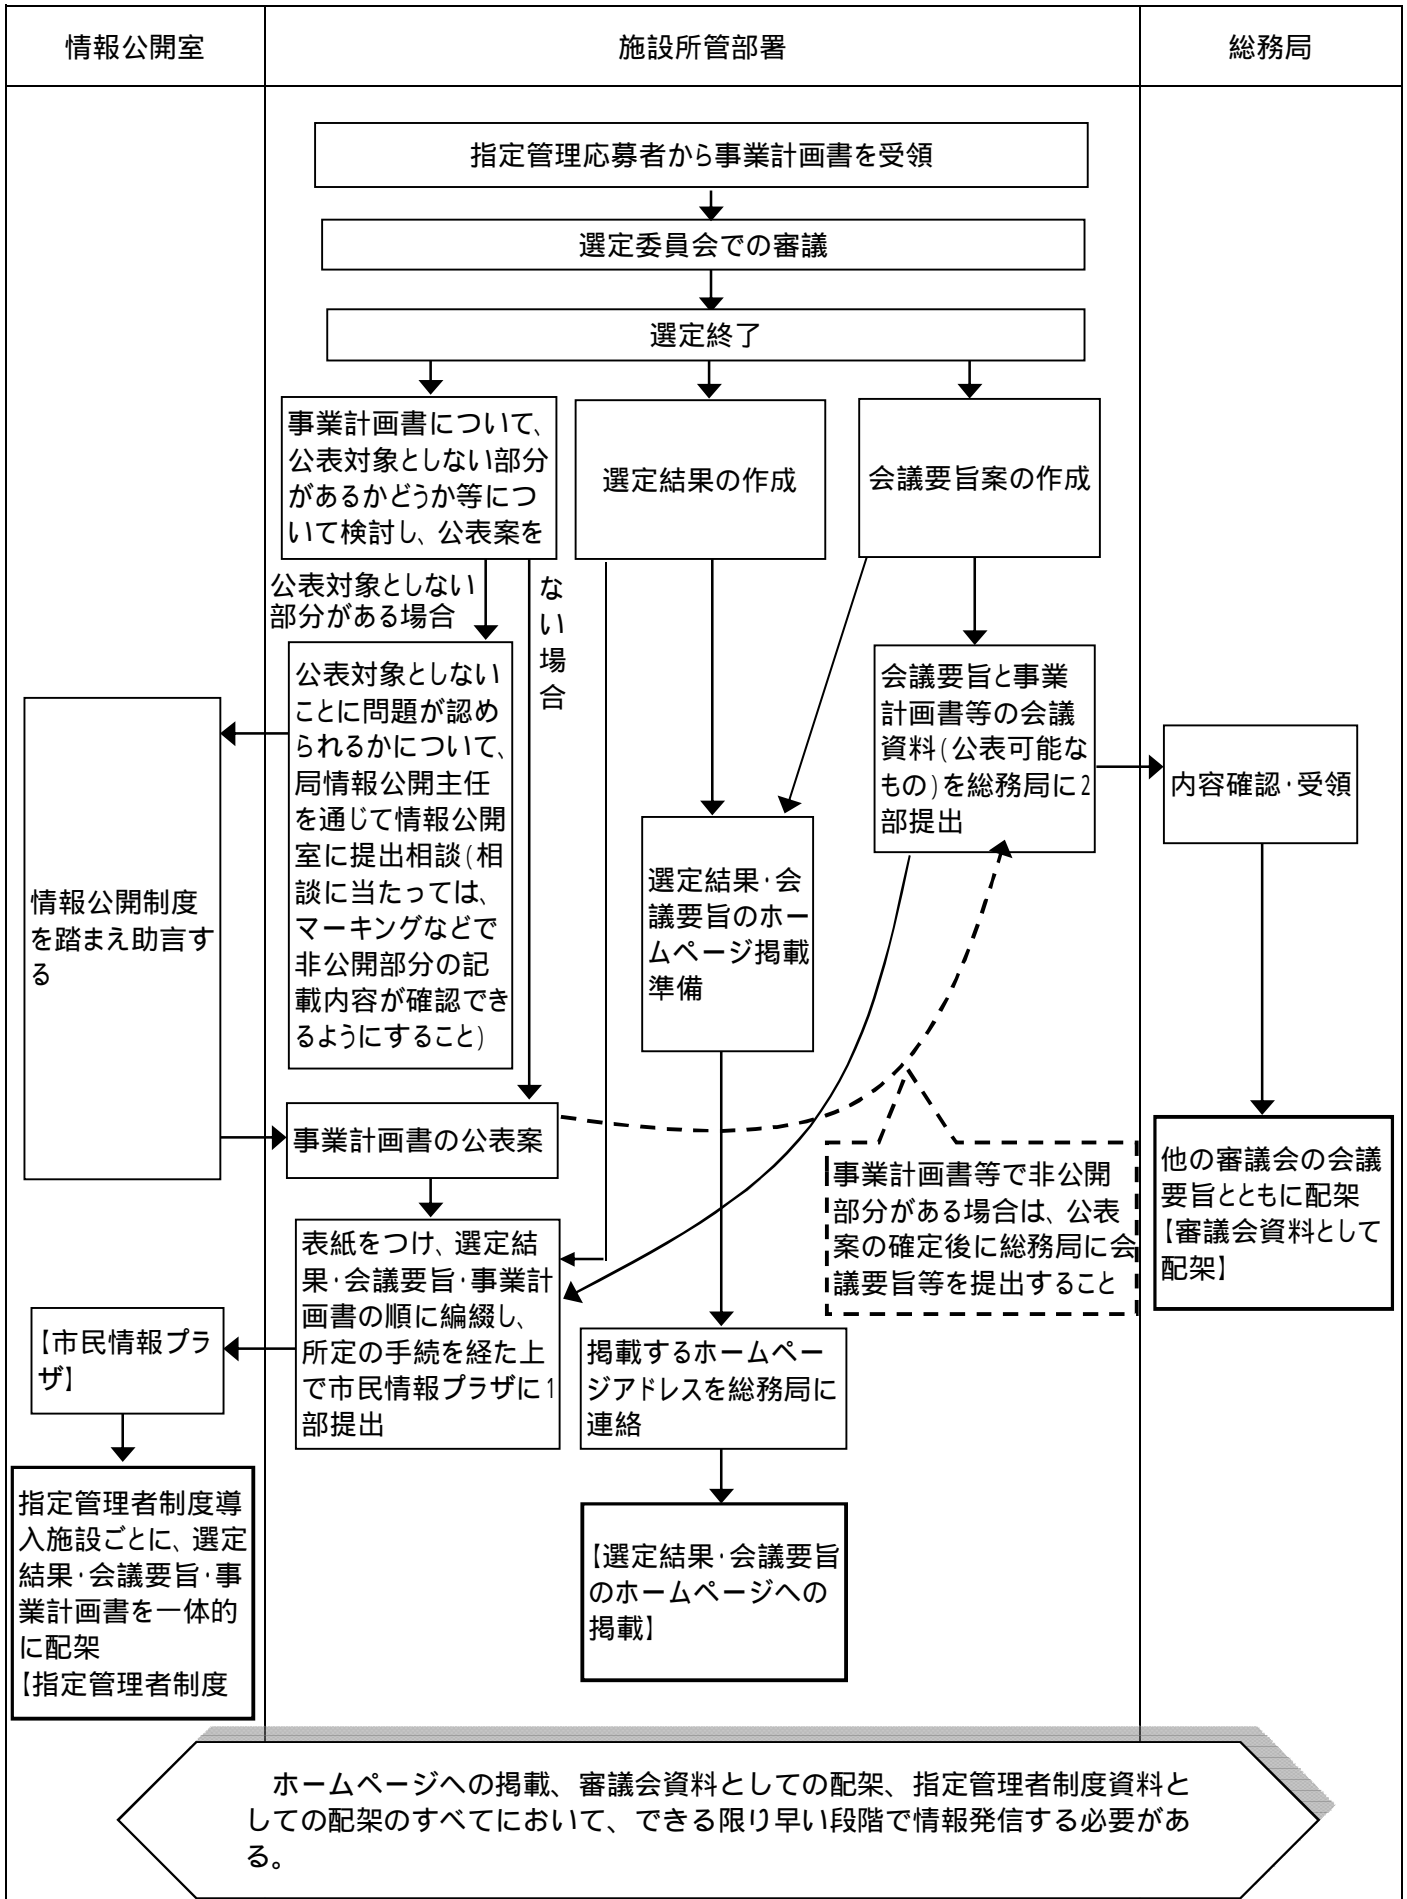 情報公開室
施設所管部署
総務局
指定管理応募者から事業計画書を受領
選定委員会での審議
選定終了
事業計画書について、
公表対象としない部分
があるかどうか等につ
いて検討し、公表案を
選定結果の作成
会議要旨案の作成
公表対象としない
部分がある場合
ない場合
公表対象としない
ことに問題が認め
られるかについて、
局情報公開主任
を通じて情報公開
室に提出相談(相
談に当たっては、
マーキングなどで
非公開部分の記
載内容が確認でき
るようにすること)
会議要旨と事業
計画書等の会議
資料(公表可能な
もの)を総務局に2
部提出
内容確認・受領
情報公開制度
を踏まえ助言す
る
選定結果・会
議要旨のホー
ムページ掲載
準備
事業計画書の公表案
事業計画書等で非公開
部分がある場合は、公表
案の確定後に総務局に会
議要旨等を提出すること
他の審議会の会議
要旨とともに配架
【審議会資料として
配架】
表紙をつけ、選定結
果・会議要旨・事業計
画書の順に編綴し、
所定の手続を経た上
で市民情報プラザに1
部提出
【市民情報プラ
ザ】
掲載するホームペー
ジアドレスを総務局に
連絡
指定管理者制度導
入施設ごとに、選定
結果・会議要旨・事
業計画書を一体的
に配架
【指定管理者制度
【選定結果・会議要旨
のホームページへの
掲載】
ホームページへの掲載、審議会資料としての配架、指定管理者制度資料と
しての配架のすべてにおいて、できる限り早い段階で情報発信する必要があ
る。